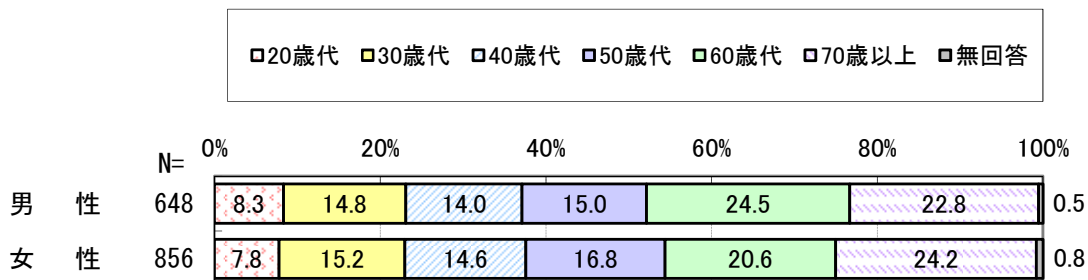 20歳代 30歳代 40歳代 50歳代 60歳代 70歳以上 無回答
N= 0% 20% 40% 60% 80% 100%
男 性 648 8.3 14.8 14.0 15.0 24.5 22.8 0.5
女 性 856 7.8 15.2 14.6 16.8 20.6 24.2 0.8